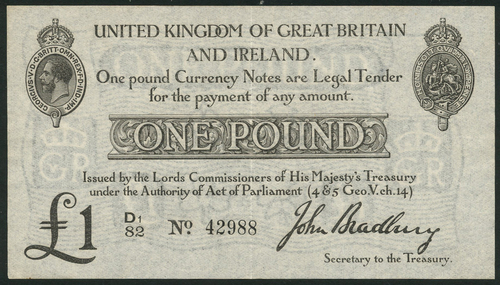 UNITED KINGDOM OF GREAT BRITAIN
AND IRELAND.
One pound Currency Notes are Legal Tender
for the payment of any amount.
ONE POUND
Issued by the Lords Commissioners of His Majesty's Treasury
under the Authority of Act of Parliament (4 & 5 Geo.V. ch.14)
£1
D1/82 No. 42988
John Bradbury
Secretary to the Treasury.